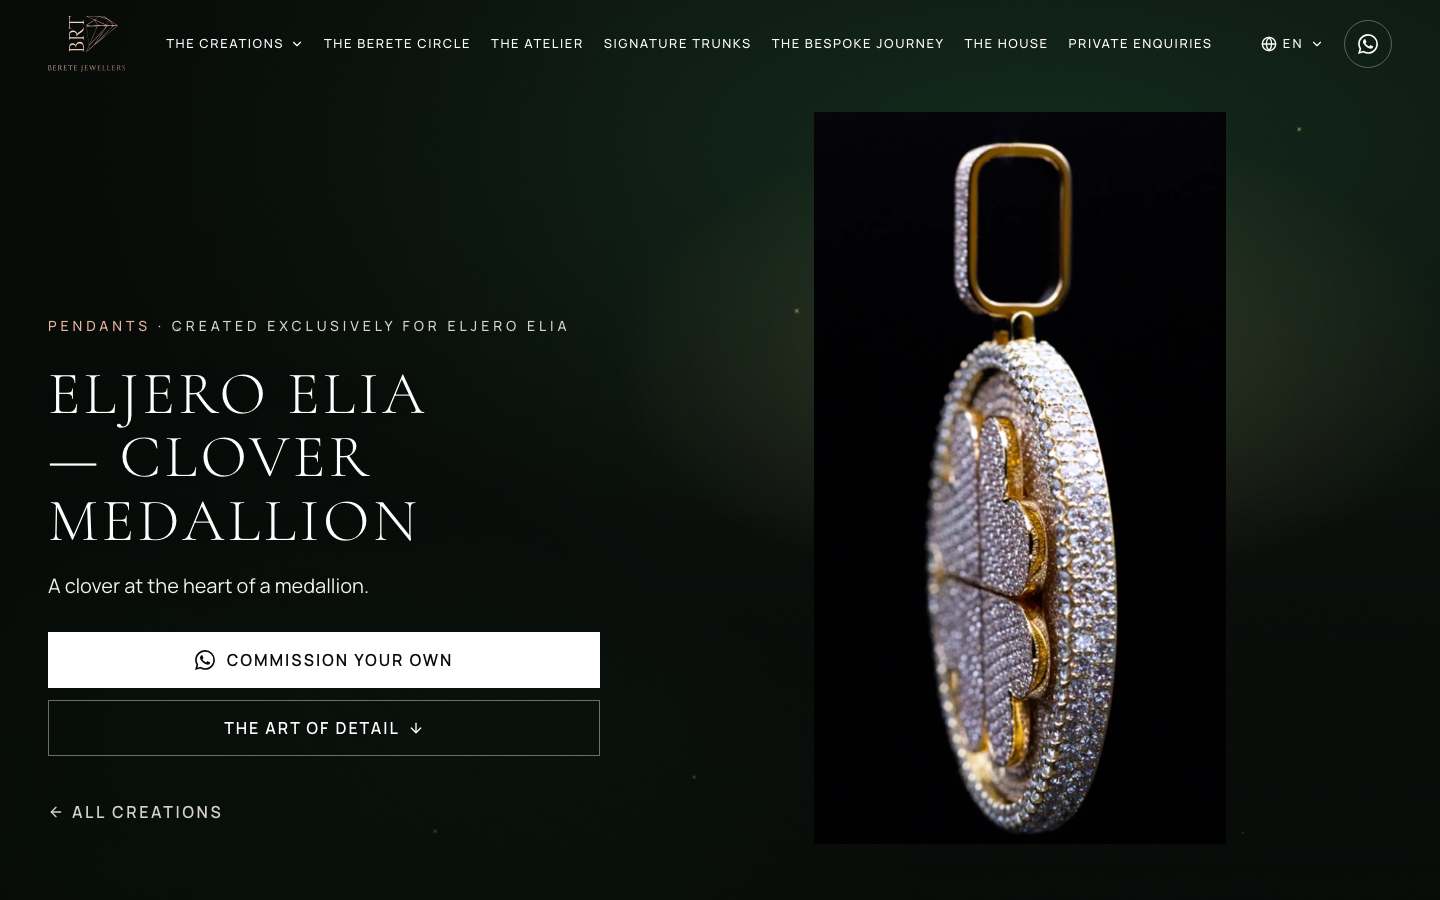 BRT
BERETE JEWELLERS
THE CREATIONS
THE BERETE CIRCLE
THE ATELIER
SIGNATURE TRUNKS
THE BESPOKE JOURNEY
THE HOUSE
PRIVATE ENQUIRIES
EN
PENDANTS · CREATED EXCLUSIVELY FOR ELJERO ELIA
ELJERO ELIA
— CLOVER
MEDALLION
A clover at the heart of a medallion.
COMMISSION YOUR OWN
THE ART OF DETAIL ↓
← ALL CREATIONS